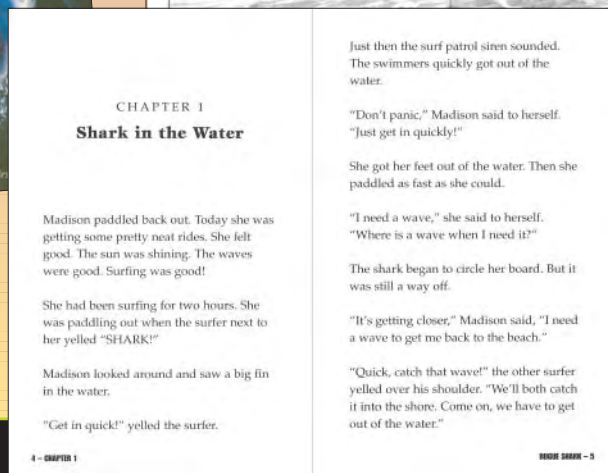 CHAPTER 1
Shark in the Water
Madison paddled back out. Today she was
getting some pretty neat rides. She felt
good. The sun was shining. The waves
were good. Surfing was good!
She had been surfing for two hours. She
was paddling out when the surfer next to
her yelled "SHARK!"
Madison looked around and saw a big fin
in the water.
"Get in quick!" yelled the surfer.
4 – CHAPTER 1
Just then the surf patrol siren sounded.
The swimmers quickly got out of the
water.
"Don't panic," Madison said to herself.
"Just get in quickly!"
She got her feet out of the water. Then she
paddled as fast as she could.
"I need a wave," she said to herself.
"Where is a wave when I need it?"
The shark began to circle her board. But it
was still a way off.
"It's getting closer," Madison said, "I need
a wave to get me back to the beach."
"Quick, catch that wave!" the other surfer
yelled over his shoulder. "We'll both catch
it into the shore. Come on, we have to get
out of the water."
ROGUE SHARK – 5